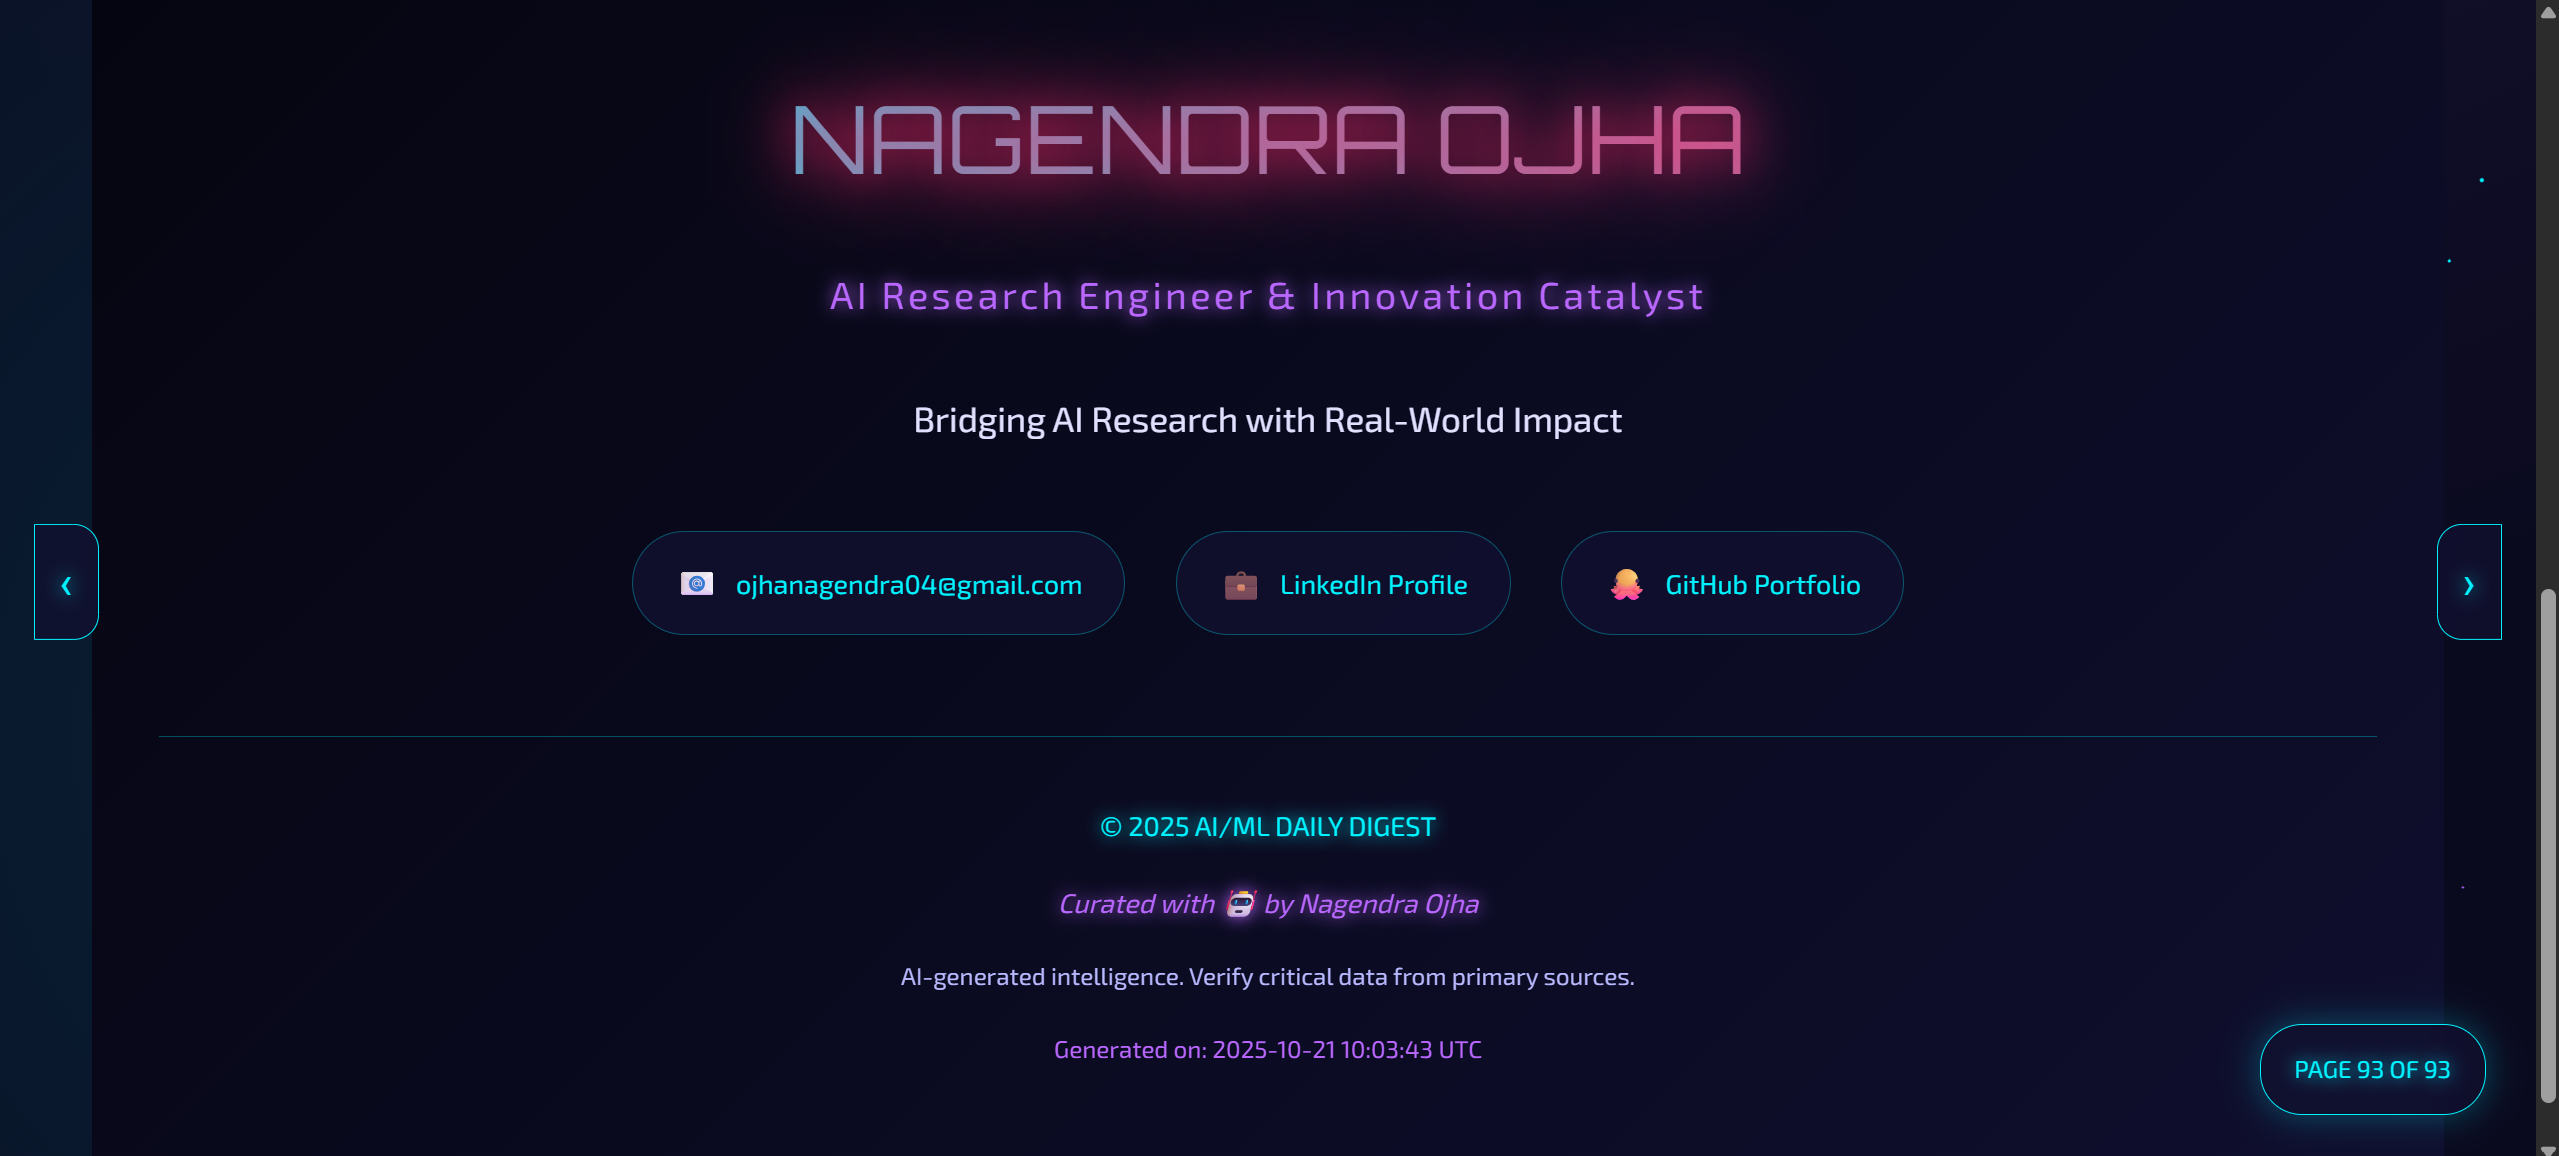 NAGENDRA OJHA
AI Research Engineer & Innovation Catalyst
Bridging AI Research with Real-World Impact
❮
ojhanagendra04@gmail.com
LinkedIn Profile
GitHub Portfolio
❯
© 2025 AI/ML DAILY DIGEST
Curated with 🤖 by Nagendra Ojha
AI-generated intelligence. Verify critical data from primary sources.
Generated on: 2025-10-21 10:03:43 UTC
PAGE 93 OF 93